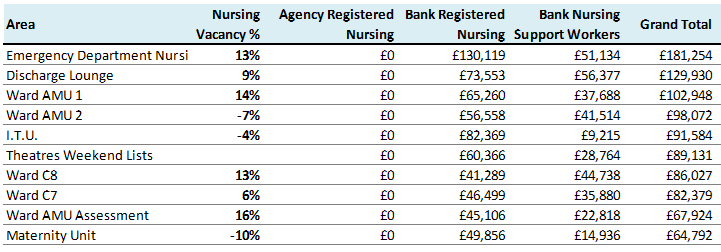 Area Nursing Vacancy % Agency Registered Nursing Bank Registered Nursing Bank Nursing Support Workers Grand Total
Emergency Department Nursi 13% £0 £130,119 £51,134 £181,254
Discharge Lounge 9% £0 £73,553 £56,377 £129,930
Ward AMU 1 14% £0 £65,260 £37,688 £102,948
Ward AMU 2 -7% £0 £56,558 £41,514 £98,072
I.T.U. -4% £0 £82,369 £9,215 £91,584
Theatres Weekend Lists £0 £60,366 £28,764 £89,131
Ward C8 13% £0 £41,289 £44,738 £86,027
Ward C7 6% £0 £46,499 £35,880 £82,379
Ward AMU Assessment 16% £0 £45,106 £22,818 £67,924
Maternity Unit -10% £0 £49,856 £14,936 £64,792